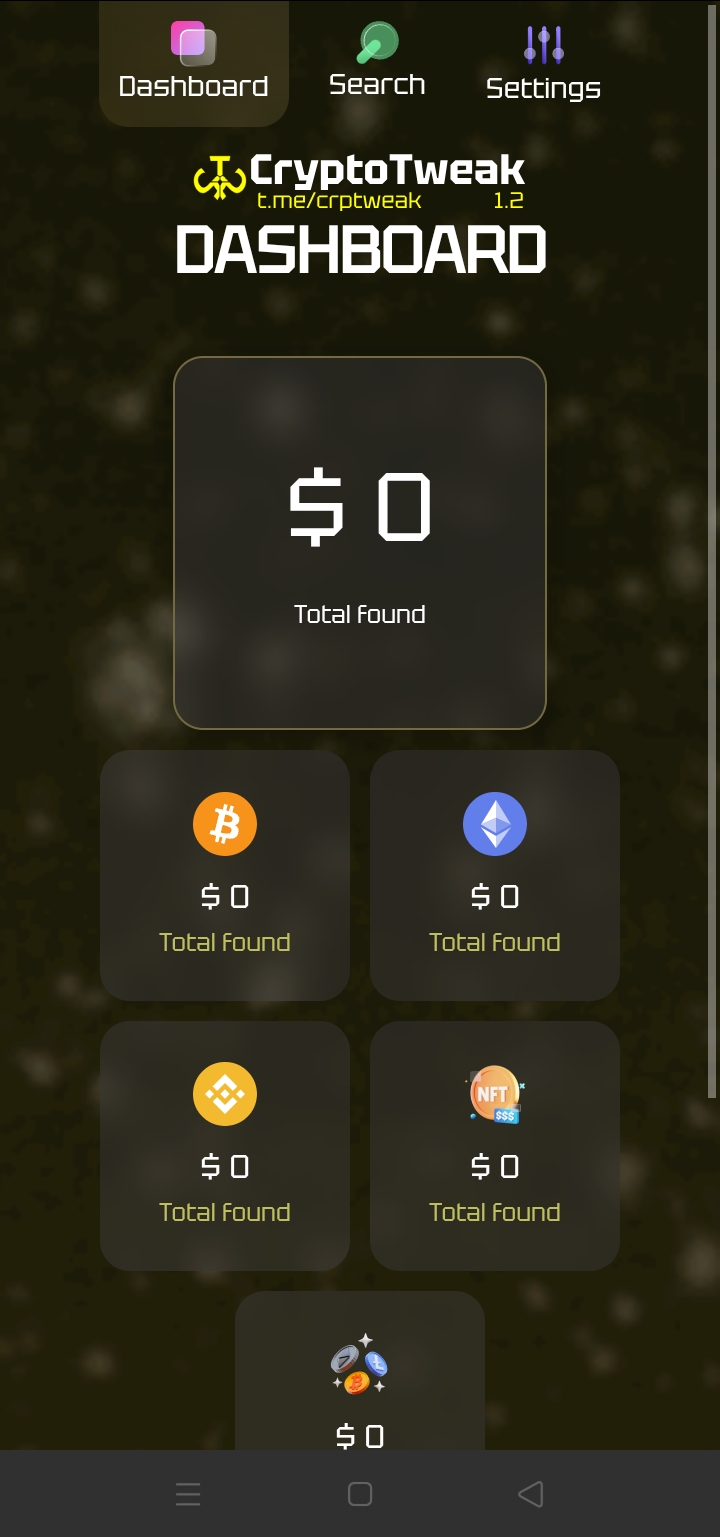 Dashboard Search Settings
CryptoTweak
t.me/crptweak 1.2
DASHBOARD
$ 0
Total found
$ 0 $ 0
Total found Total found
NFT
$$$
$ 0 $ 0
Total found Total found
$ 0